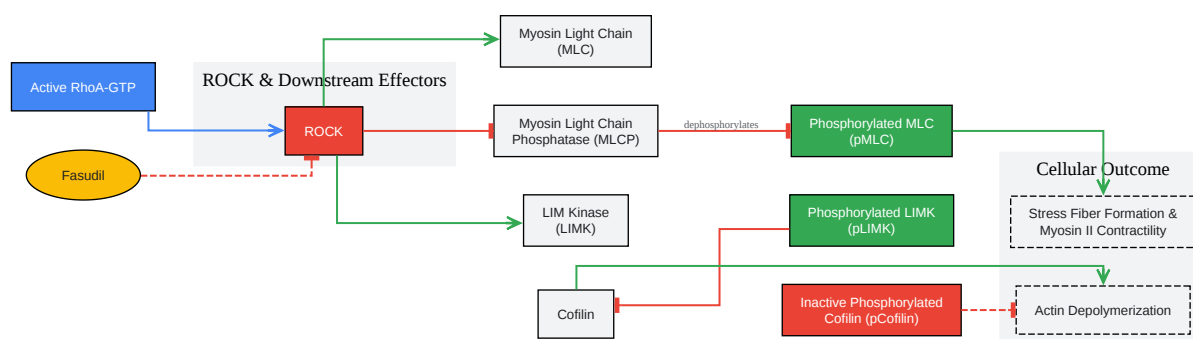 Myosin Light Chain
(MLC)
Active RhoA-GTP
ROCK & Downstream Effectors
ROCK
Myosin Light Chain
Phosphatase (MLCP)
dephosphorylates
Phosphorylated MLC
(pMLC)
Fasudil
Cellular Outcome
LIM Kinase
(LIMK)
Phosphorylated LIMK
(pLIMK)
Stress Fiber Formation &
Myosin II Contractility
Cofilin
Inactive Phosphorylated
Cofilin (pCofilin)
Actin Depolymerization